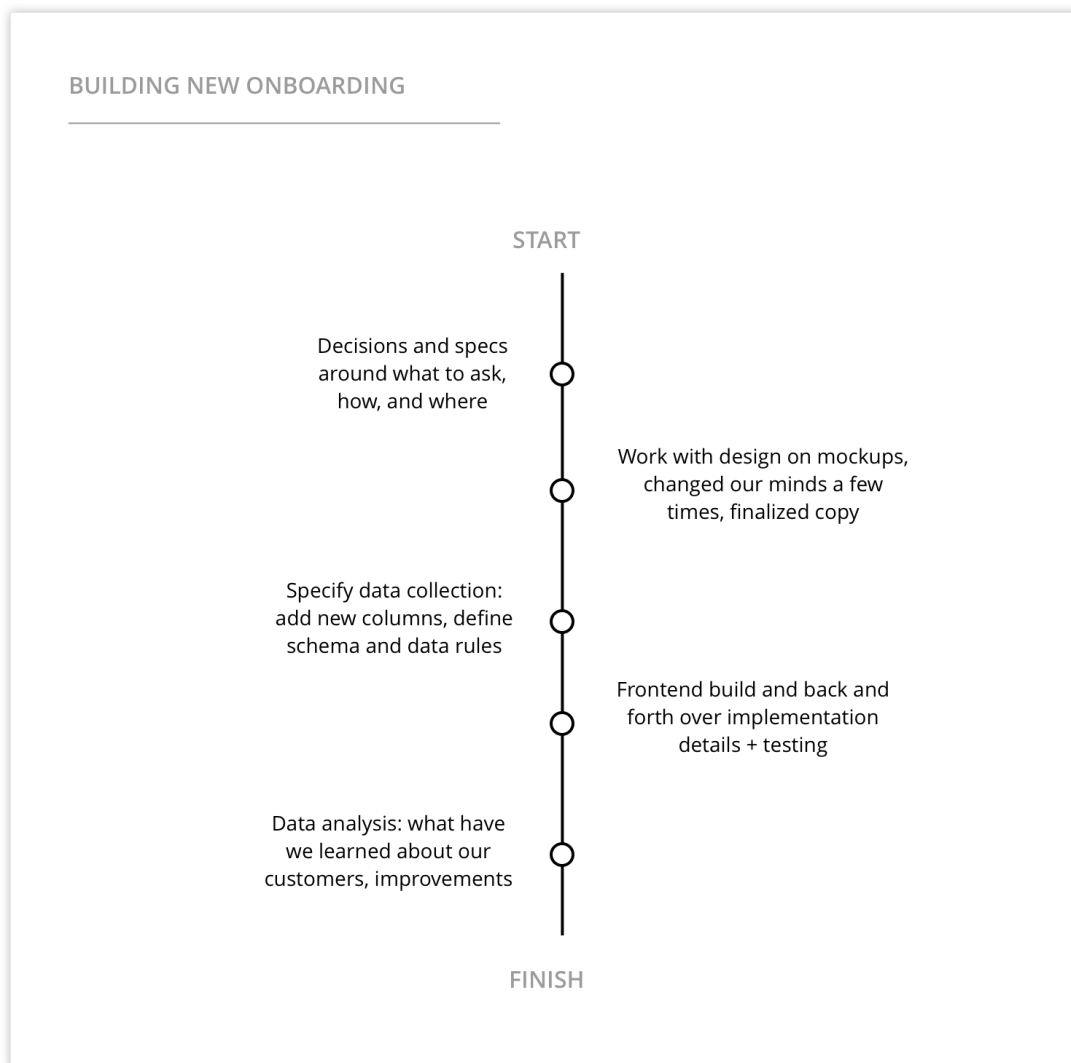 BUILDING NEW ONBOARDING
START
Decisions and specs
around what to ask,
how, and where
Work with design on mockups,
changed our minds a few
times, finalized copy
Specify data collection:
add new columns, define
schema and data rules
Frontend build and back and
forth over implementation
details + testing
Data analysis: what have
we learned about our
customers, improvements
FINISH